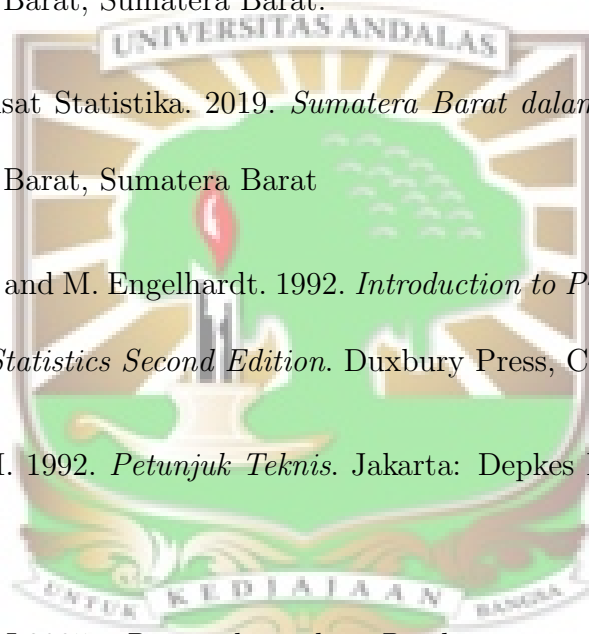 Barat, Sumatera Barat.
UNIVERSITAS ANDALAS
sat Statistika. 2019. Sumatera Barat dalan
Barat, Sumatera Barat
and M. Engelhardt. 1992. Introduction to P
Statistics Second Edition. Duxbury Press, C
1992. Petunjuk Teknis. Jakarta: Depkes
UNTUK KEDJAJAAN BANGSA